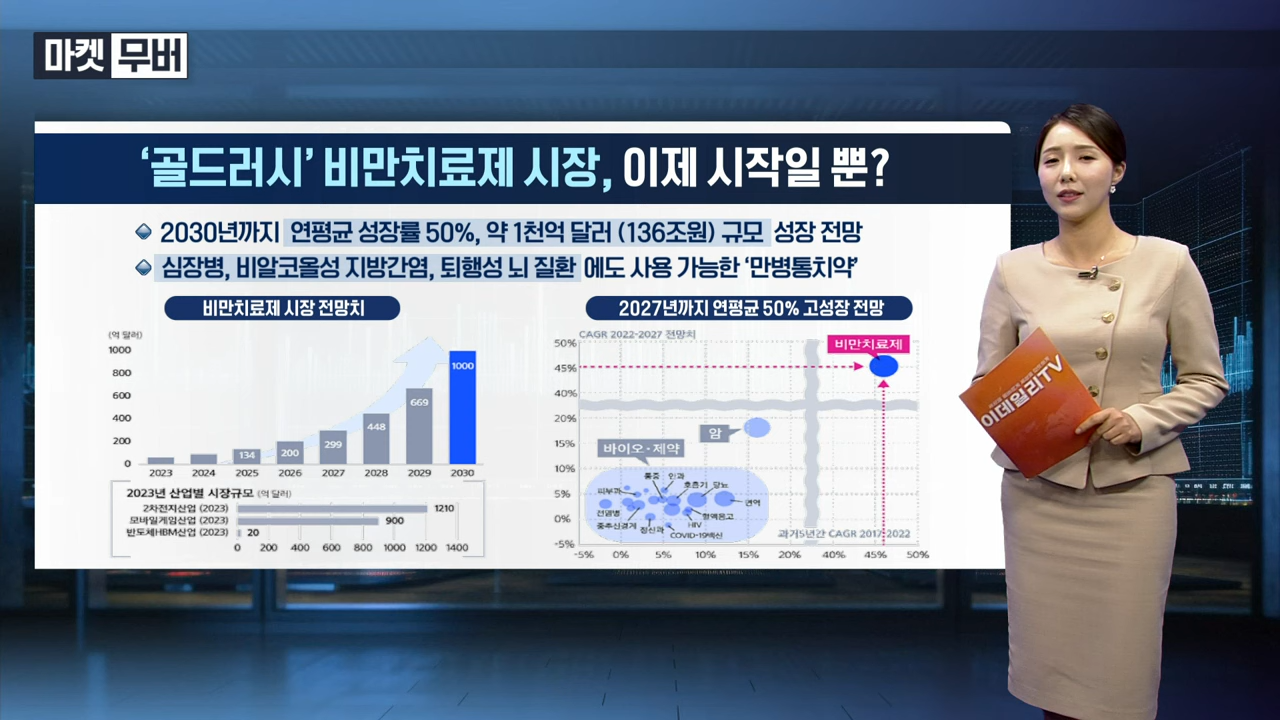 마켓무버
‘골드러시’ 비만치료제 시장, 이제 시작일 뿐?
2030년까지 연평균 성장률 50%, 약 1천억 달러 (136조원) 규모 성장 전망
심장병, 비알코올성 지방간염, 퇴행성 뇌 질환 에도 사용 가능한 ‘만병통치약’
비만치료제 시장 전망치
(억 달러)
1000
800
600
400
200
0
134
200
299
448
669
1000
2023 2024 2025 2026 2027 2028 2029 2030
2023년 산업별 시장규모 (억 달러)
2차전지산업 (2023) 1210
모바일게임산업 (2023) 900
반도체HBM산업 (2023) 20
0 200 400 600 800 1000 1200 1400
2027년까지 연평균 50% 고성장 전망
CAGR 2022-2027 전망치
50%
45%
40%
20%
15%
10%
5%
0%
-5%
비만치료제
암
바이오·제약
통증 안과
피부과 호흡기 당뇨
전염병 면역
중추신경계 정신과 HIV 혈액응고
COVID-19백신
과거5년간 CAGR 2017-2022
-5% 0% 5% 10% 15% 20% 40% 45% 50%
이데일리TV